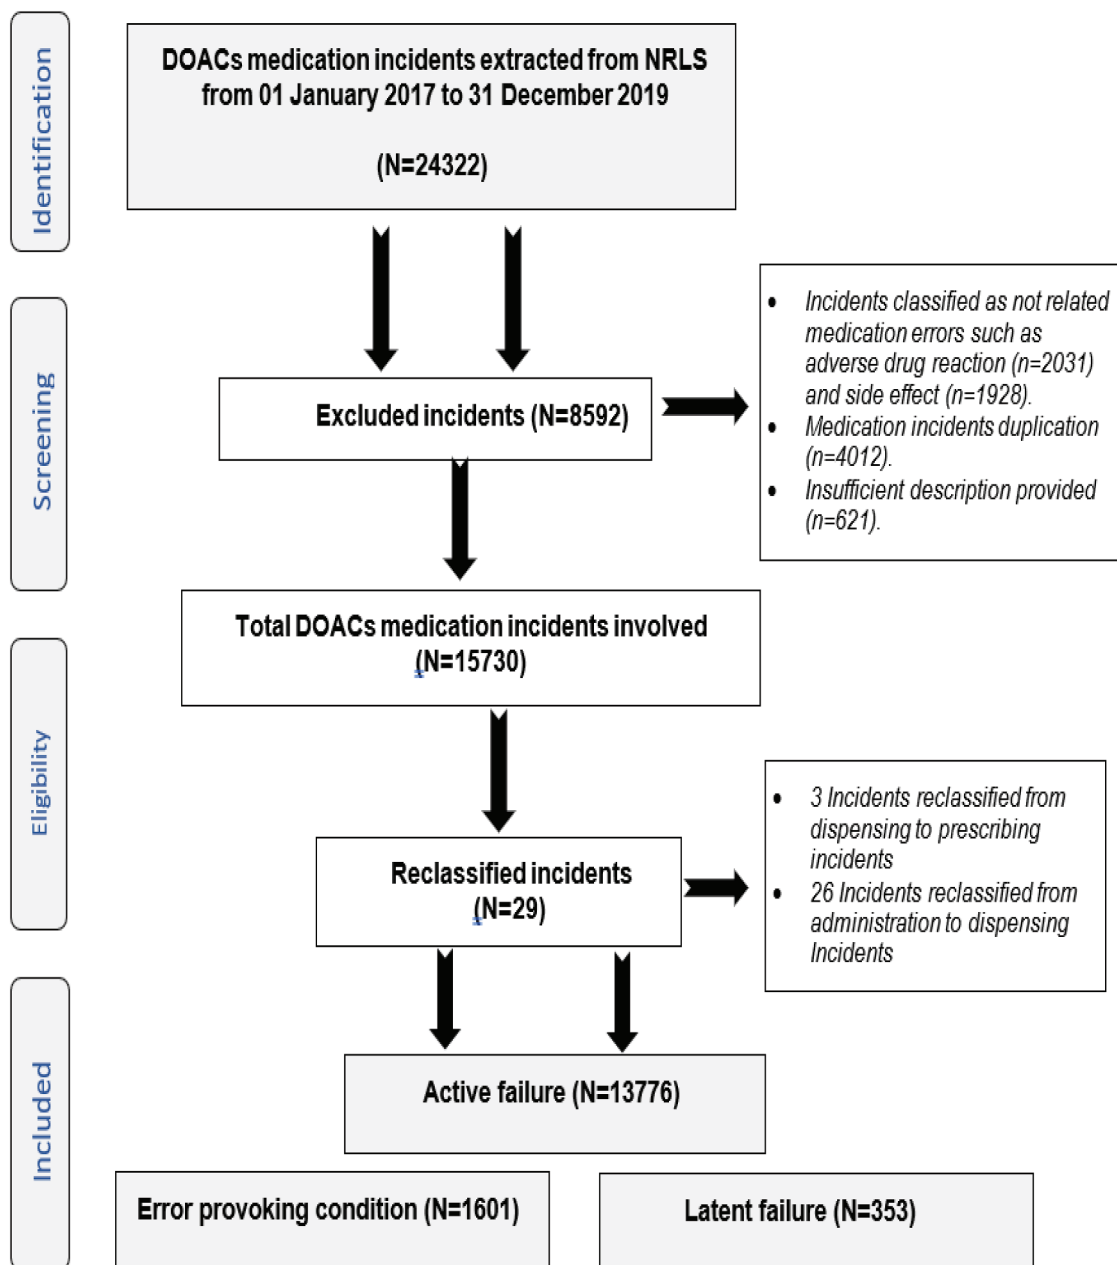 Identification
DOACs medication incidents extracted from NRLS
from 01 January 2017 to 31 December 2019
(N=24322)
Screening
Excluded incidents (N=8592)
• Incidents classified as not related
medication errors such as
adverse drug reaction (n=2031)
and side effect (n=1928).
• Medication incidents duplication
(n=4012).
• Insufficient description provided
(n=621).
Total DOACs medication incidents involved
(N=15730)
Eligibility
Reclassified incidents
(N=29)
• 3 Incidents reclassified from
dispensing to prescribing
incidents
• 26 Incidents reclassified from
administration to dispensing
Incidents
Included
Active failure (N=13776)
Error provoking condition (N=1601)
Latent failure (N=353)